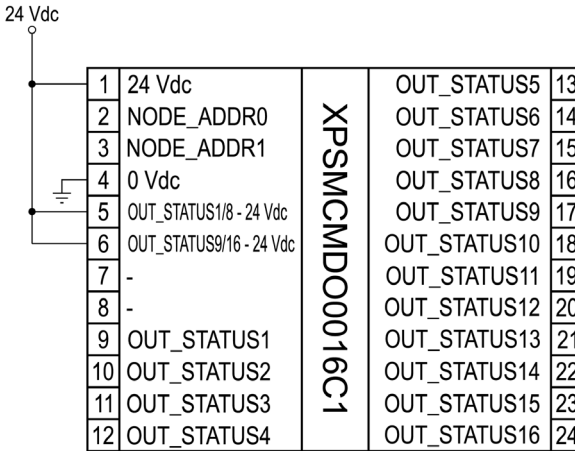 24 Vdc
1 24 Vdc OUT_STATUS5 13
2 NODE_ADDR0 OUT_STATUS6 14
3 NODE_ADDR1 OUT_STATUS7 15
4 0 Vdc OUT_STATUS8 16
5 OUT_STATUS1/8 - 24 Vdc OUT_STATUS9 17
6 OUT_STATUS9/16 - 24 Vdc OUT_STATUS10 18
7 - OUT_STATUS11 19
8 - OUT_STATUS12 20
9 OUT_STATUS1 OUT_STATUS13 21
10 OUT_STATUS2 OUT_STATUS14 22
11 OUT_STATUS3 OUT_STATUS15 23
12 OUT_STATUS4 OUT_STATUS16 24
XPSMCMDO0016C1